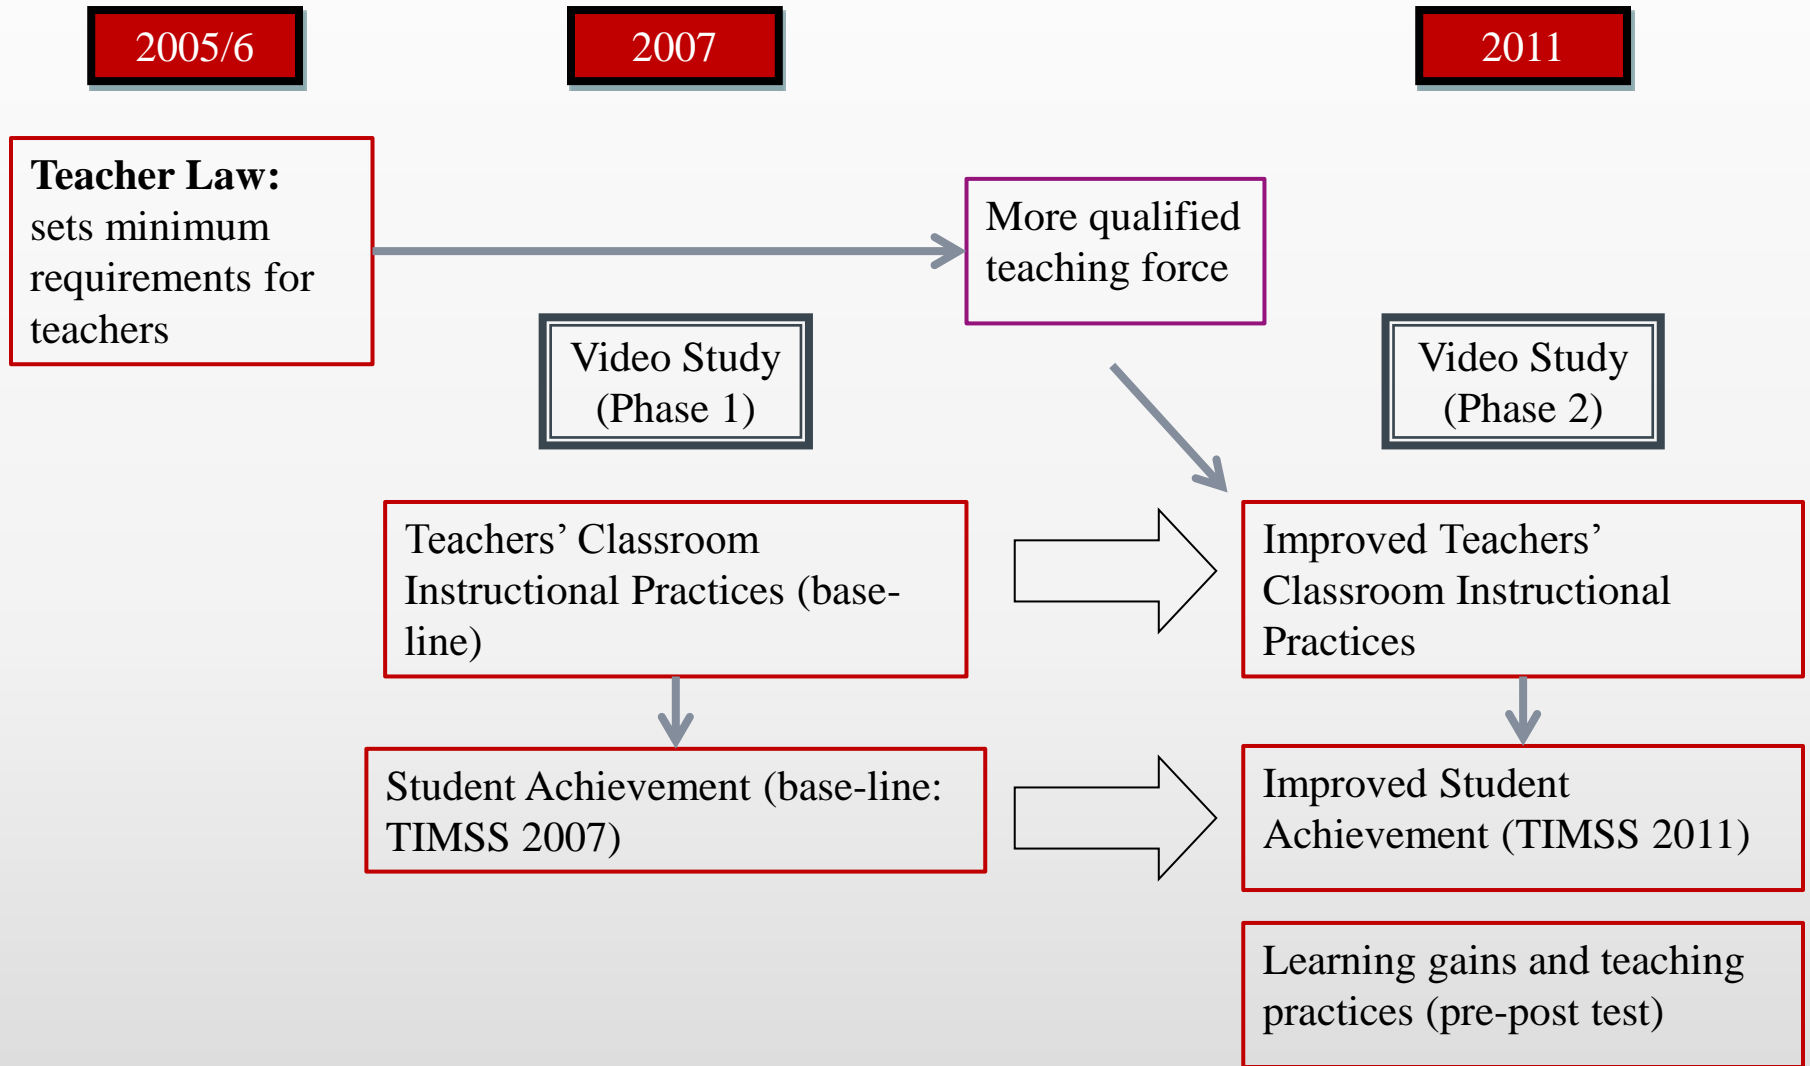 2005/6
2007
2011
Teacher Law:
sets minimum
requirements for
teachers
More qualified
teaching force
Video Study
(Phase 1)
Video Study
(Phase 2)
Teachers’ Classroom
Instructional Practices (base-
line)
Improved Teachers’
Classroom Instructional
Practices
Student Achievement (base-line:
TIMSS 2007)
Improved Student
Achievement (TIMSS 2011)
Learning gains and teaching
practices (pre-post test)